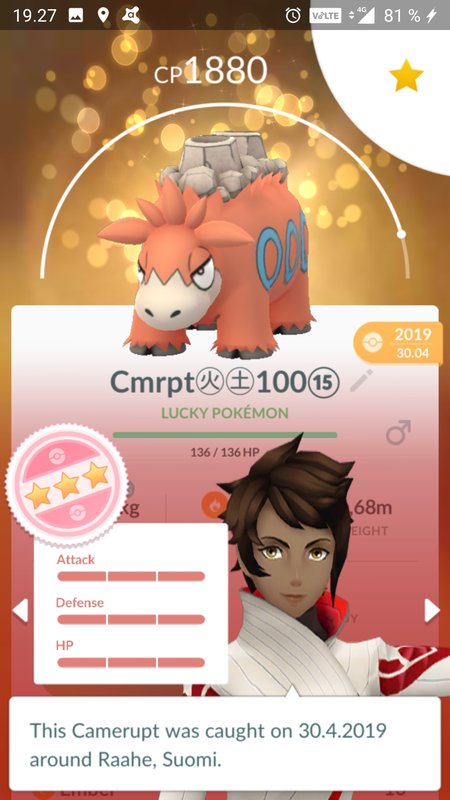 19.27 VoLTE 4G 81 %
CP1880
2019
30.04
Cmrpt㊋㊏100⑮
LUCKY POKÉMON
136 / 136 HP
kg
,68m
EIGHT
Attack
Defense
HP
This Camerupt was caught on 30.4.2019
around Raahe, Suomi.
Ember